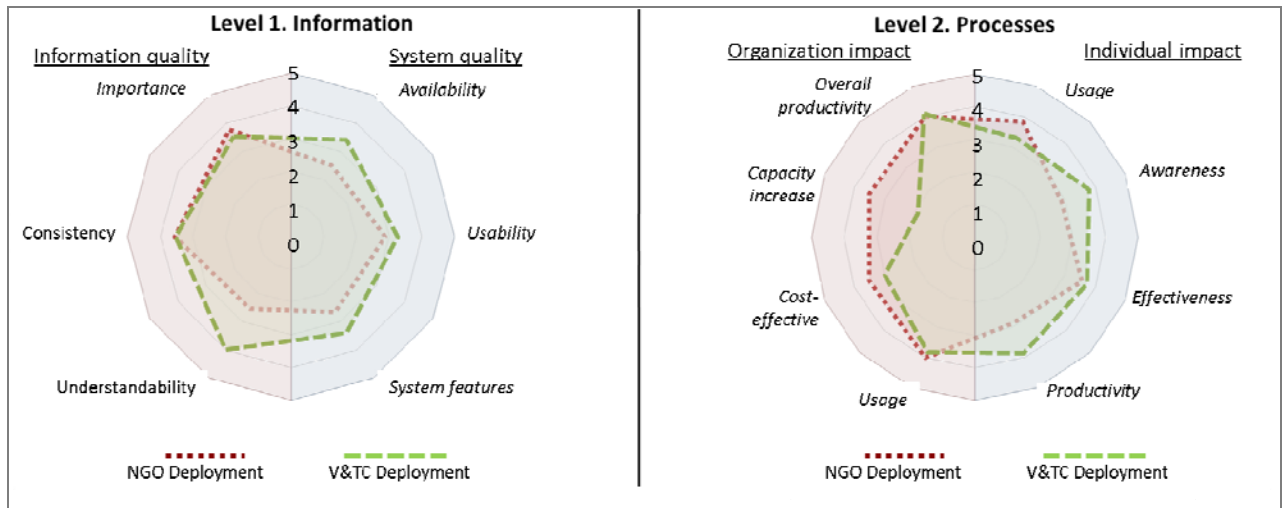 Level 1. Information
Information quality
System quality
Importance
Availability
Consistency
Usability
Understandability
System features
5
4
3
2
1
0
NGO Deployment
V&TC Deployment
Level 2. Processes
Organization impact
Individual impact
Overall
productivity
Usage
Capacity
increase
Awareness
Cost-
effective
Effectiveness
Usage
Productivity
5
4
3
2
1
0
NGO Deployment
V&TC Deployment